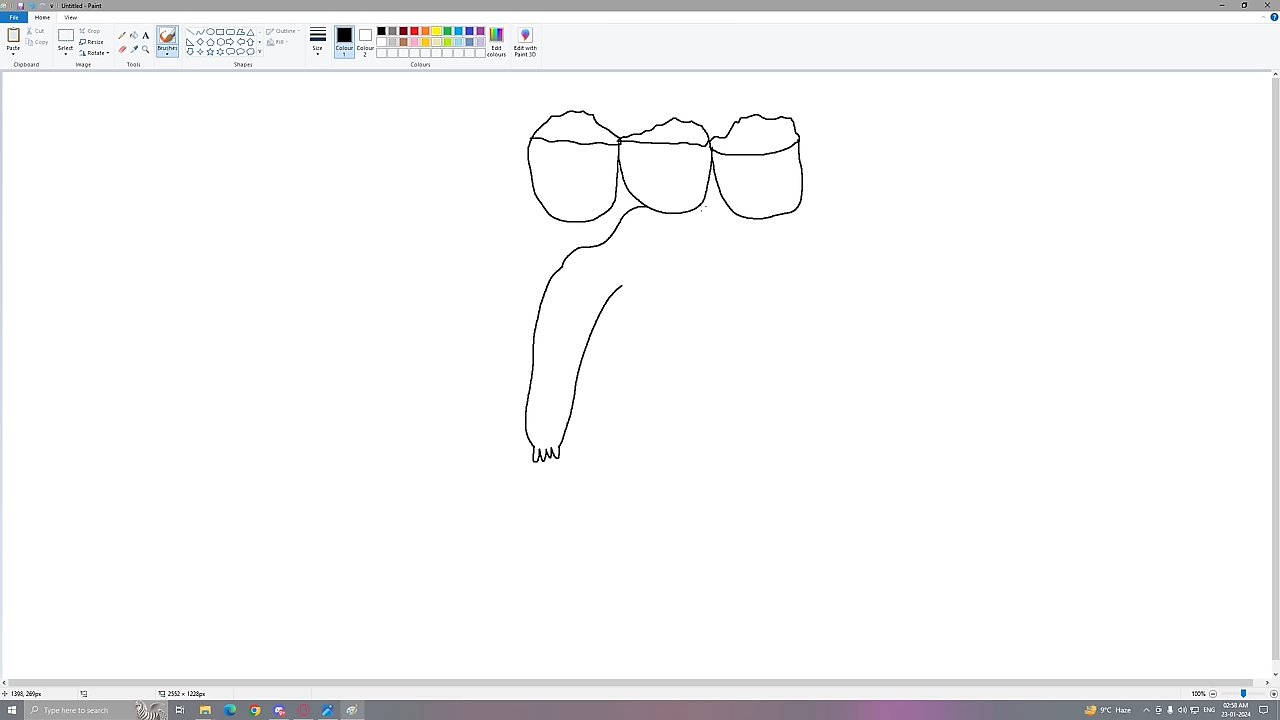 Untitled - Paint
File Home View
Paste Cut Copy Select Crop Resize Rotate Brushes Outline Fill Size Colour 1 Colour 2 Edit colours Edit with Paint 3D
Clipboard Image Tools Shapes Colours
1398, 269px 2552 × 1228px 100%
Type here to search 9°C Haze ENG 02:58 AM 23-01-2024